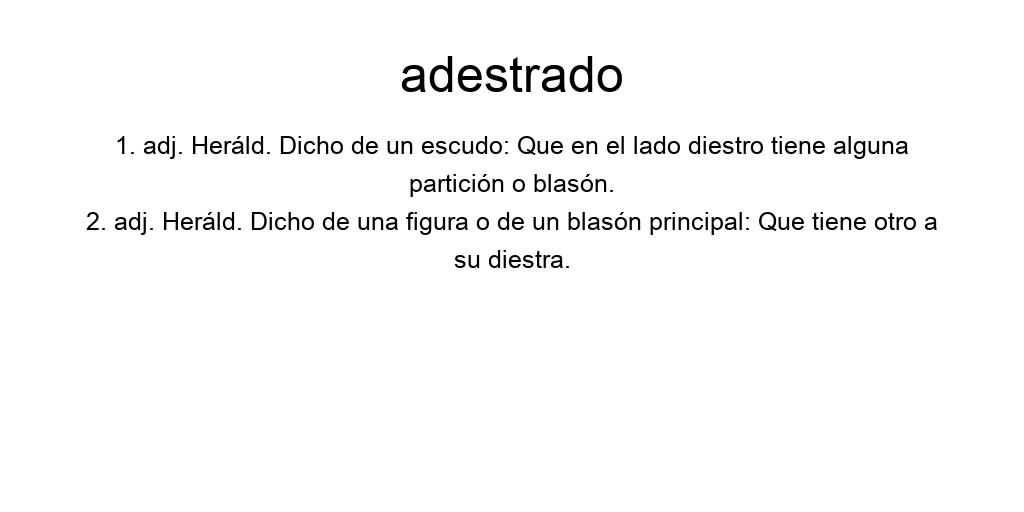 adestrado
1. adj. Heráld. Dicho de un escudo: Que en el lado diestro tiene alguna
partición o blasón.
2. adj. Heráld. Dicho de una figura o de un blasón principal: Que tiene otro a
su diestra.